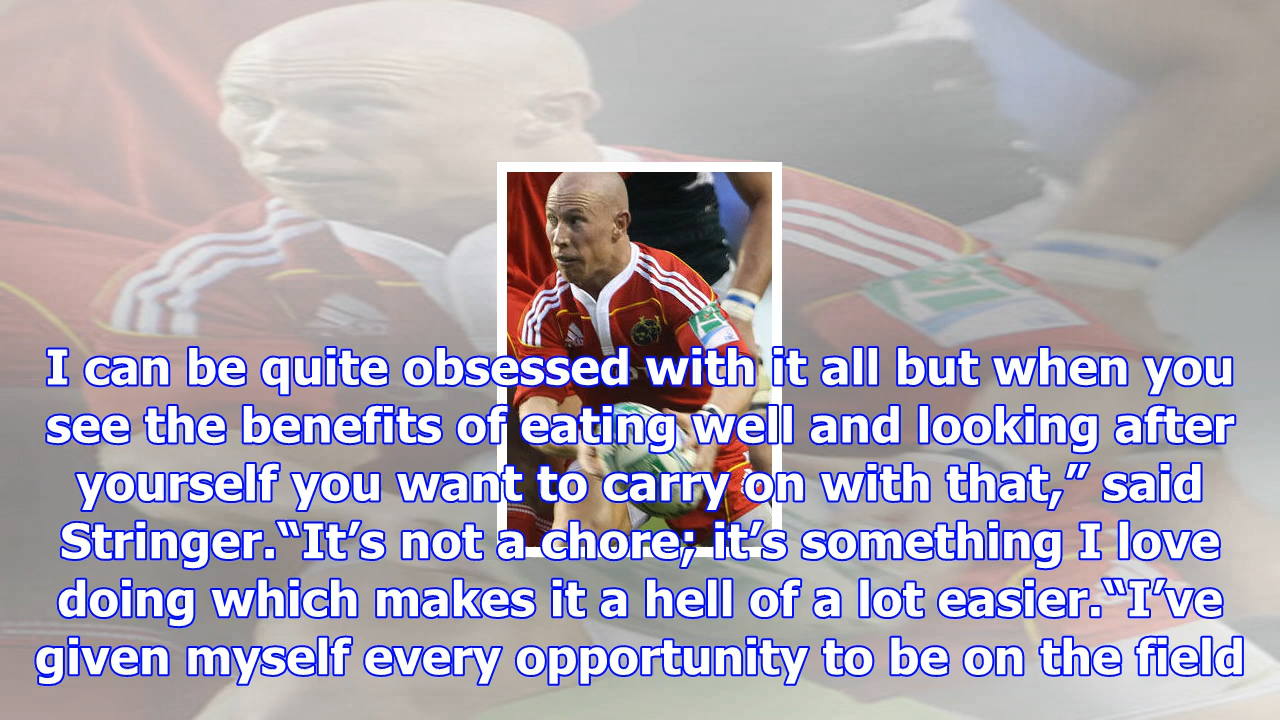 I can be quite obsessed with it all but when you
see the benefits of eating well and looking after
yourself you want to carry on with that,” said
Stringer.“It’s not a chore; it’s something I love
doing which makes it a hell of a lot easier.“I’ve
given myself every opportunity to be on the field